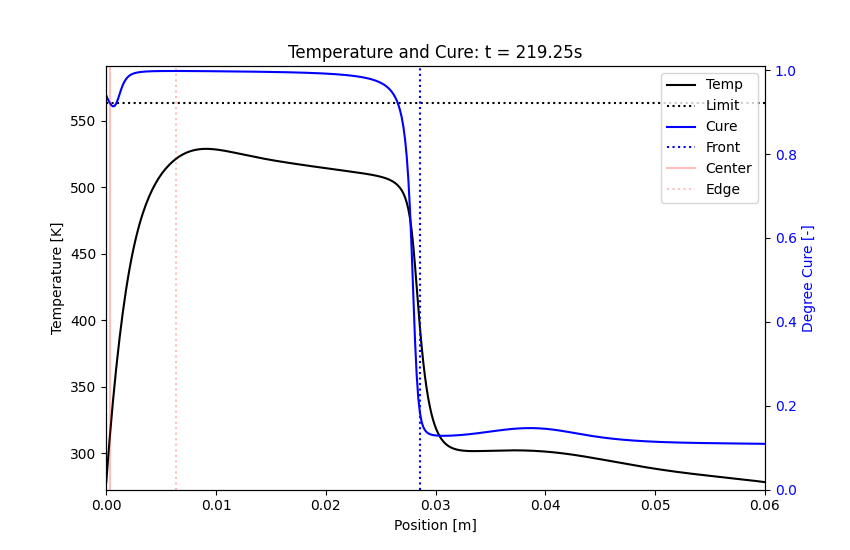 Temperature and Cure: t = 219.25s
Temp
Limit
Cure
Front
Center
Edge
Temperature [K]
550
500
450
400
350
300
Degree Cure [-]
1.0
0.8
0.6
0.4
0.2
0.0
0.00 0.01 0.02 0.03 0.04 0.05 0.06
Position [m]